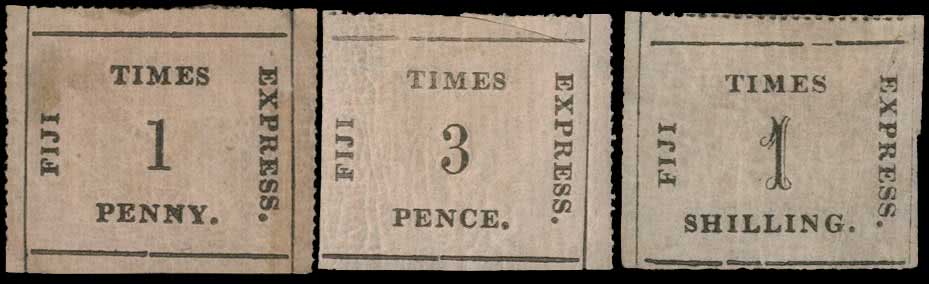 FIJI
TIMES
EXPRESS.
1
PENNY.
FIJI
TIMES
EXPRESS.
3
PENCE.
FIJI
TIMES
EXPRESS.
1
SHILLING.